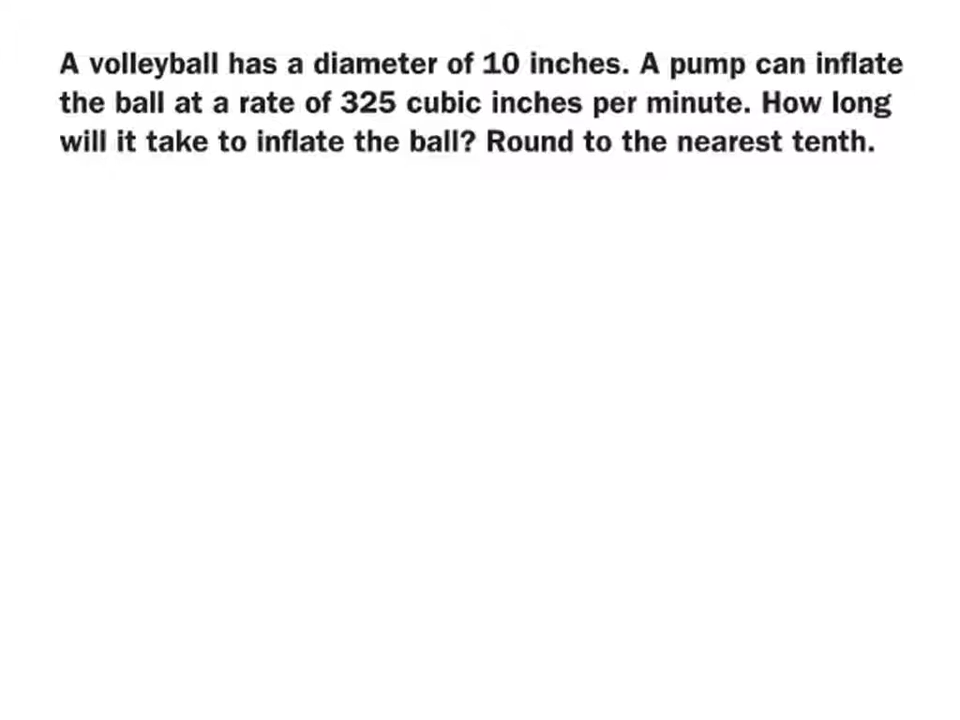 A volleyball has a diameter of 10 inches. A pump can inflate
the ball at a rate of 325 cubic inches per minute. How long
will it take to inflate the ball? Round to the nearest tenth.